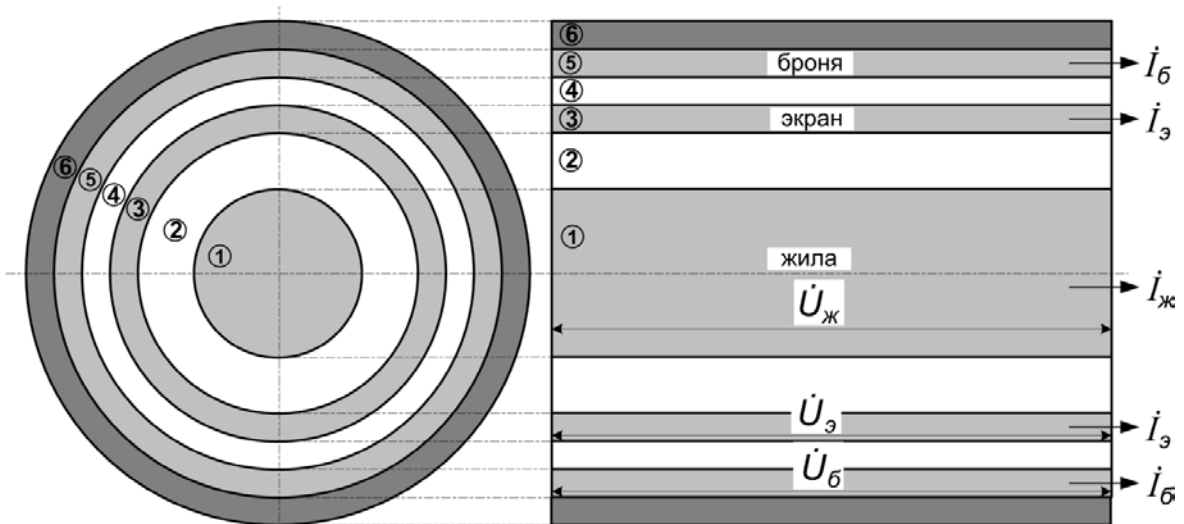 ⑥
⑤ броня İб
④
③ экран İэ
②
⑥ ⑤ ④ ③ ② ①
①
жила
İж
U̇ж
U̇э İэ
U̇б İб